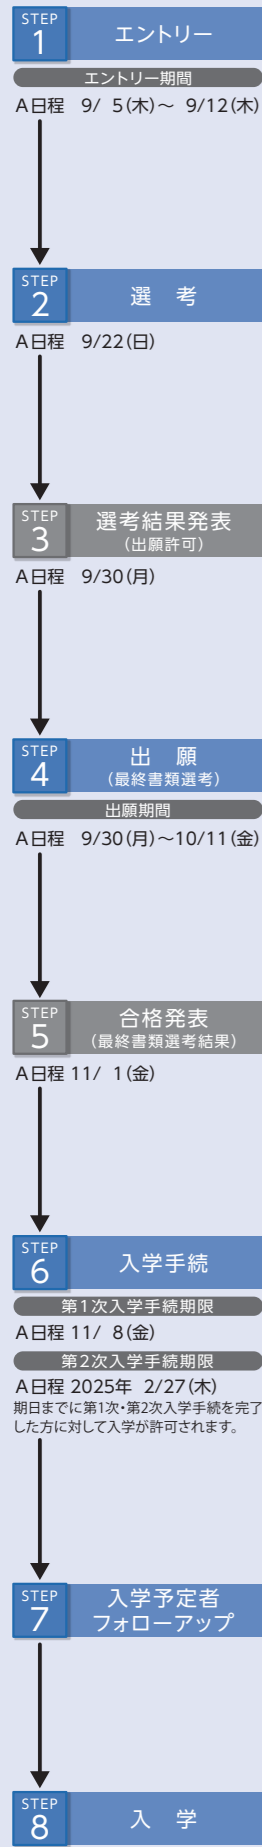 STEP
1
エントリー
エントリー期間
A日程 9/ 5(木)～ 9/12(木)
STEP
2
選 考
A日程 9/22(日)
STEP
3
選考結果発表
(出願許可)
A日程 9/30(月)
STEP
4
出 願
(最終書類選考)
出願期間
A日程 9/30(月)～10/11(金)
STEP
5
合格発表
(最終書類選考結果)
A日程 11/ 1(金)
STEP
6
入学手続
第1次入学手続期限
A日程 11/ 8(金)
第2次入学手続期限
A日程 2025年 2/27(木)
期日までに第1次・第2次入学手続を完了
した方に対して入学が許可されます。
STEP
7
入学予定者
フォローアップ
STEP
8
入 学